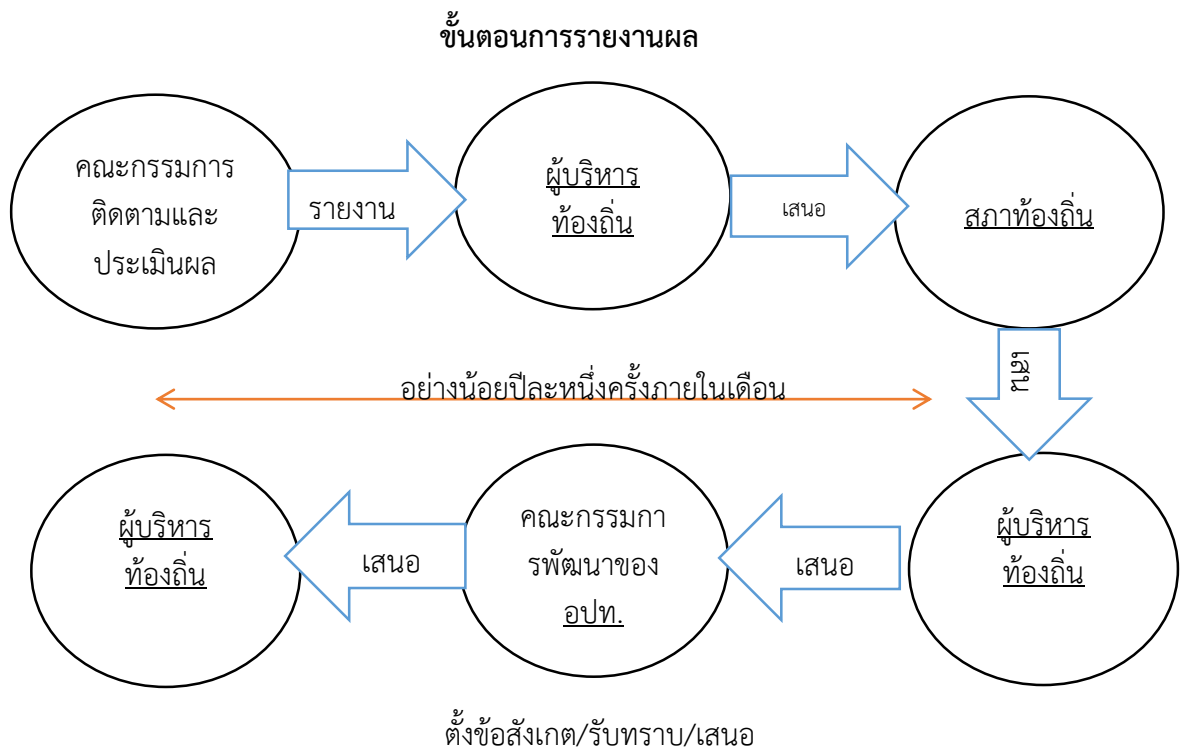 ขั้นตอนการรายงานผล
คณะกรรมการ
ติดตามและ
ประเมินผล
รายงาน
ผู้บริหาร
ท้องถิ่น
เสนอ
สภาท้องถิ่น
เสน
อย่างน้อยปีละหนึ่งครั้งภายในเดือน
ผู้บริหาร
ท้องถิ่น
เสนอ
คณะกรรมกา
รพัฒนาของ
อปท.
เสนอ
ผู้บริหาร
ท้องถิ่น
ตั้งข้อสังเกต/รับทราบ/เสนอ